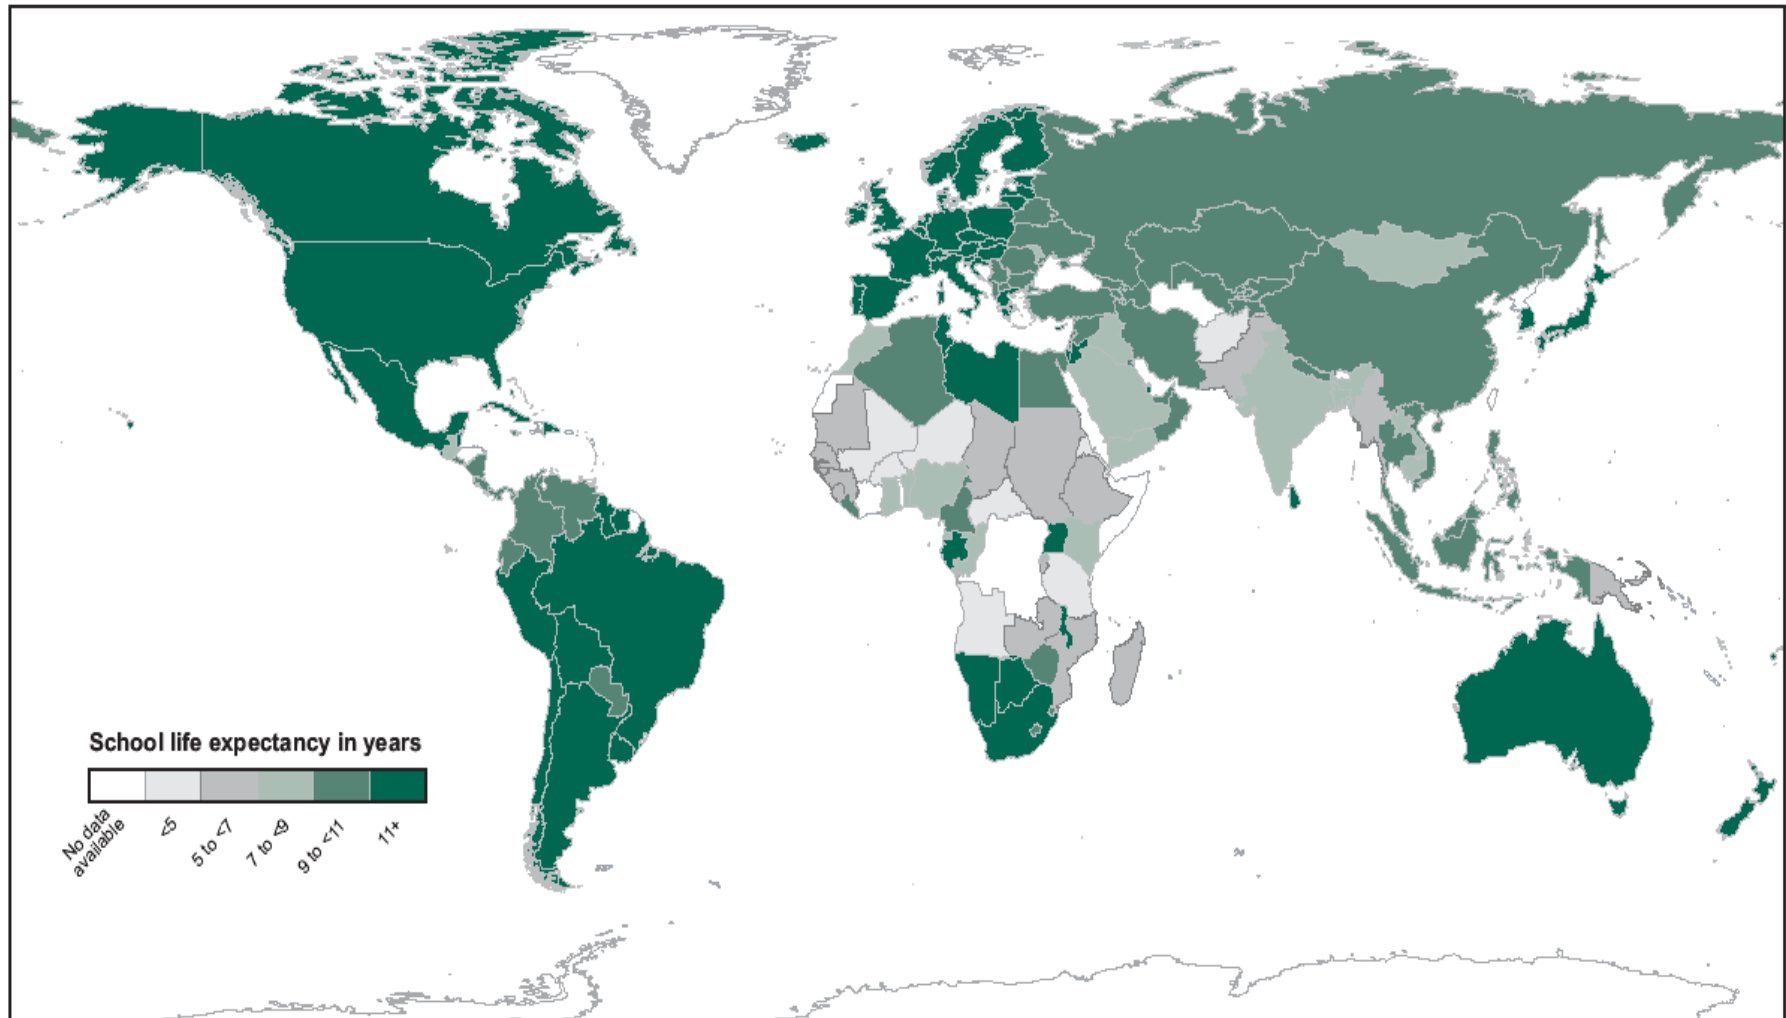 School life expectancy in years
No data
available
<5
5 to <7
7 to <9
9 to <11
11+